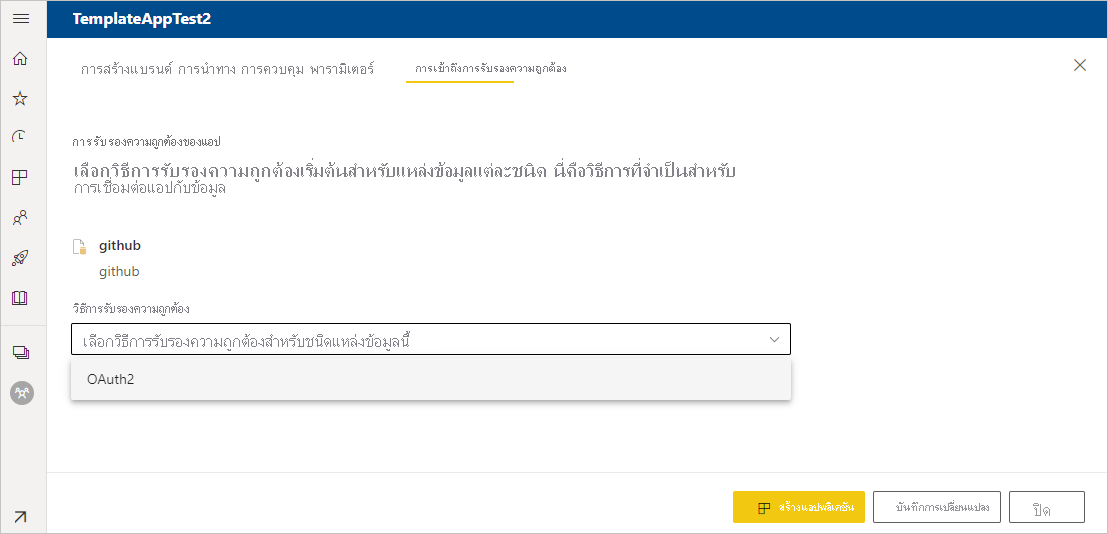 TemplateAppTest2
การสร้างแบรนด์ การนำทาง การควบคุม พารามิเตอร์ การเข้าถึงการรับรองความถูกต้อง
การรับรองความถูกต้องของแอป
เลือกวิธีการรับรองความถูกต้องเริ่มต้นสำหรับแหล่งข้อมูลแต่ละชนิด นี่คือวิธีการที่จำเป็นสำหรับ
การเชื่อมต่อแอปกับข้อมูล
github
github
วิธีการรับรองความถูกต้อง
เลือกวิธีการรับรองความถูกต้องสำหรับชนิดแหล่งข้อมูลนี้
OAuth2
สร้างแอปพลิเคชัน บันทึกการเปลี่ยนแปลง ปิด